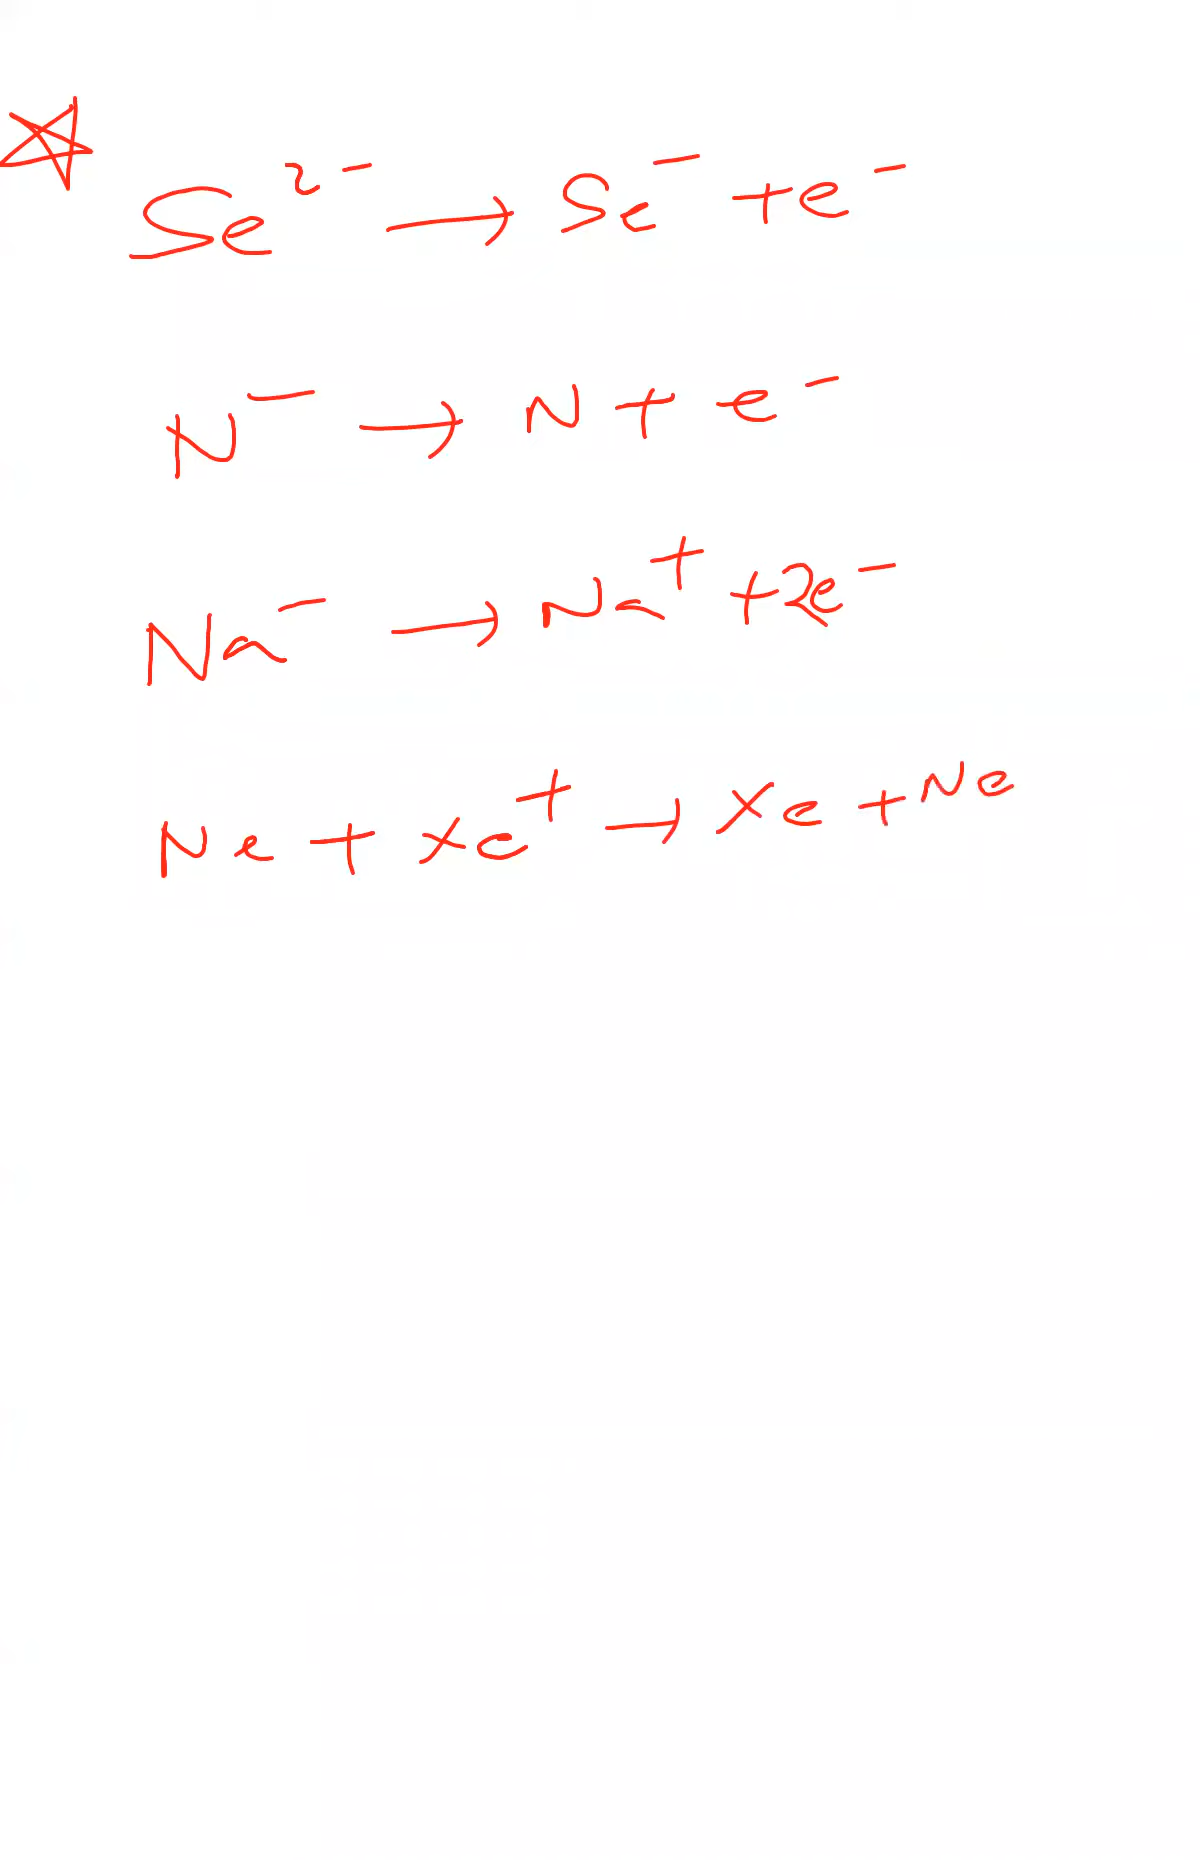 Se²⁻ → Se⁻ + e⁻
N⁻ → N + e⁻
Na⁻ → Na⁺ + 2e⁻
Ne + Xe⁺ → Xe + Ne